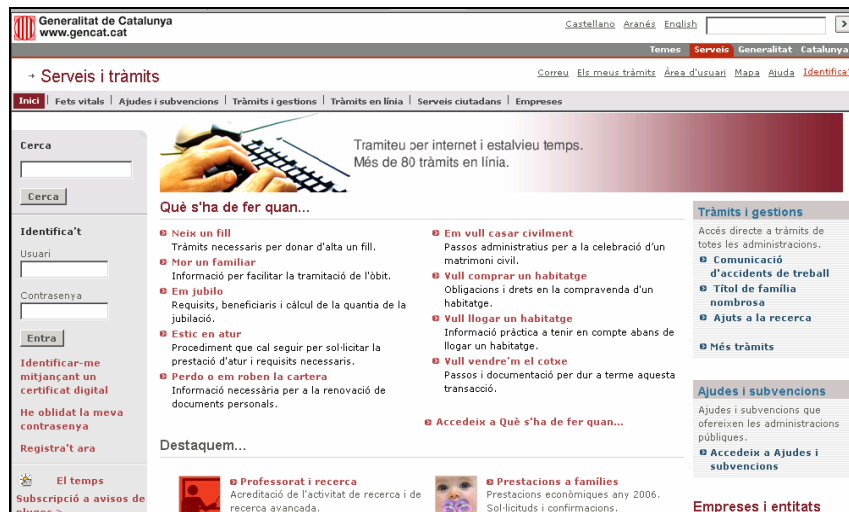 Generalitat de Catalunya
www.gencat.cat
Castellano Aranés English
Temes Serveis Generalitat Catalunya
Serveis i tràmits
Correu Els meus tràmits Àrea d'usuari Mapa Ajuda Identifica'
Inici Fets vitals Ajudes i subvencions Tràmits i gestions Tràmits en línia Serveis ciutadans Empreses
Cerca
Cerca
Identifica't
Usuari
Contrasenya
Entra
Identificar-me
mitjançant un
certificat digital
He oblidat la meva
contrasenya
Registra't ara
El temps
Subscripció a avisos de
pluges >
Tramiteu per internet i estalvieu temps.
Més de 80 tràmits en línia.
Què s'ha de fer quan...
Neix un fill
Tràmits necessaris per donar d'alta un fill.
Mor un familiar
Informació per facilitar la tramitació de l'òbit.
Em jubilo
Requisits, beneficiaris i càlcul de la quantia de la
jubilació.
Estic en atur
Procediment que cal seguir per sol·licitar la
prestació d'atur i requisits necessaris.
Perdo o em roben la cartera
Informació necessària per a la renovació de
documents personals.
Em vull casar civilment
Passos administratius per a la celebració d'un
matrimoni civil.
Vull comprar un habitatge
Obligacions i drets en la compravenda d'un
habitatge.
Vull llogar un habitatge
Informació pràctica a tenir en compte abans de
llogar un habitatge.
Vull vendre'm el cotxe
Passos i documentació per dur a terme aquesta
transacció.
Accedeix a Què s'ha de fer quan...
Destaquem...
Professorat i recerca
Acreditació de l'activitat de recerca i de
recerca avançada.
Prestacions a famílies
Prestacions econòmiques any 2006.
Sol·licituds i confirmacions.
Tràmits i gestions
Accés directe a tràmits de
totes les administracions.
Comunicació
d'accidents de treball
Títol de família
nombrosa
Ajuts a la recerca
Més tràmits
Ajudes i subvencions
Ajudes i subvencions que
ofereixen les administracions
públiques.
Accedeix a Ajudes i
subvencions
Empreses i entitats